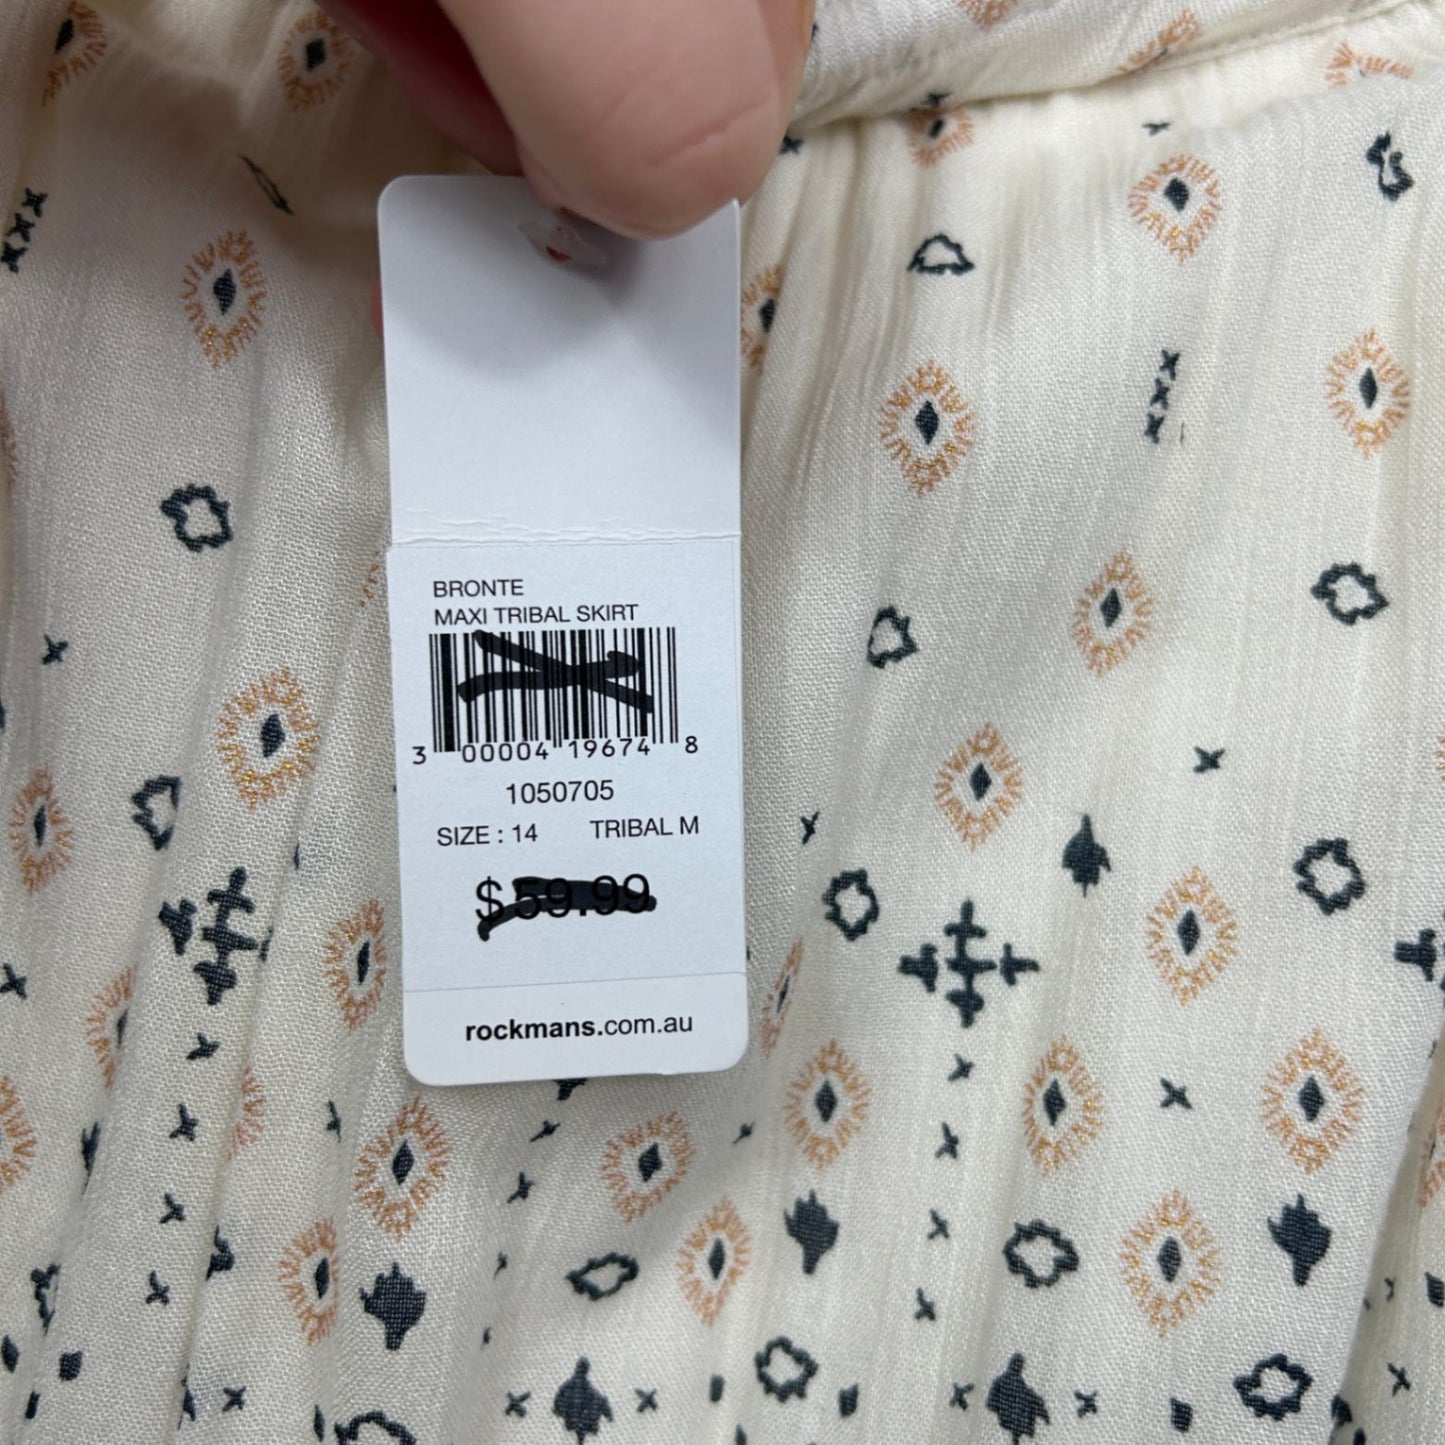 BRONTE
MAXI TRIBAL SKIRT
3 00004 19674 8
1050705
SIZE : 14 TRIBAL M
$59.99
rockmans.com.au